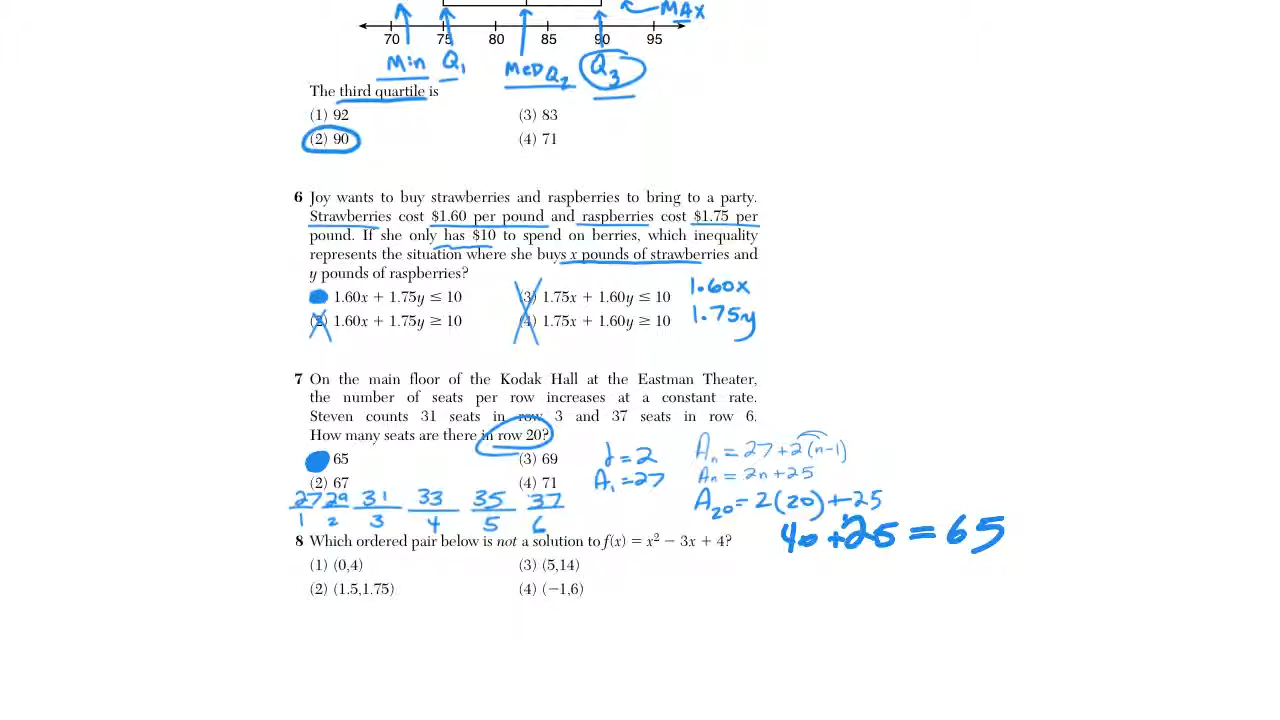 MAX
70 75 80 85 90 95
Min Q1 MED Q2 Q3
The third quartile is
(1) 92 (3) 83
(2) 90 (4) 71
6 Joy wants to buy strawberries and raspberries to bring to a party.
Strawberries cost $1.60 per pound and raspberries cost $1.75 per
pound. If she only has $10 to spend on berries, which inequality
represents the situation where she buys x pounds of strawberries and
y pounds of raspberries?
1.60x + 1.75y ≤ 10 (3) 1.75x + 1.60y ≤ 10 1.60x
(2) 1.60x + 1.75y ≥ 10 (4) 1.75x + 1.60y ≥ 10 1.75y
7 On the main floor of the Kodak Hall at the Eastman Theater,
the number of seats per row increases at a constant rate.
Steven counts 31 seats in row 3 and 37 seats in row 6.
How many seats are there in row 20?
65 (3) 69 d=2 An = 27+2(n-1)
(2) 67 (4) 71 A1=27 An = 2n+25
27 29 31 33 35 37 A20=2(20)+25
1 2 3 4 5 6 40+25=65
8 Which ordered pair below is not a solution to f(x) = x² − 3x + 4?
(1) (0,4) (3) (5,14)
(2) (1.5,1.75) (4) (−1,6)